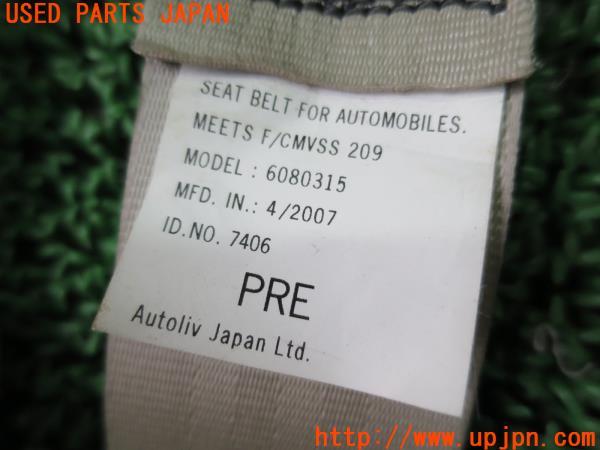 USED PARTS JAPAN
SEAT BELT FOR AUTOMOBILES.
MEETS F/CMVSS 209
MODEL : 6080315
MFD. IN.: 4/2007
ID.NO. 7406
PRE
Autoliv Japan Ltd.
http://www.upjpn.com/